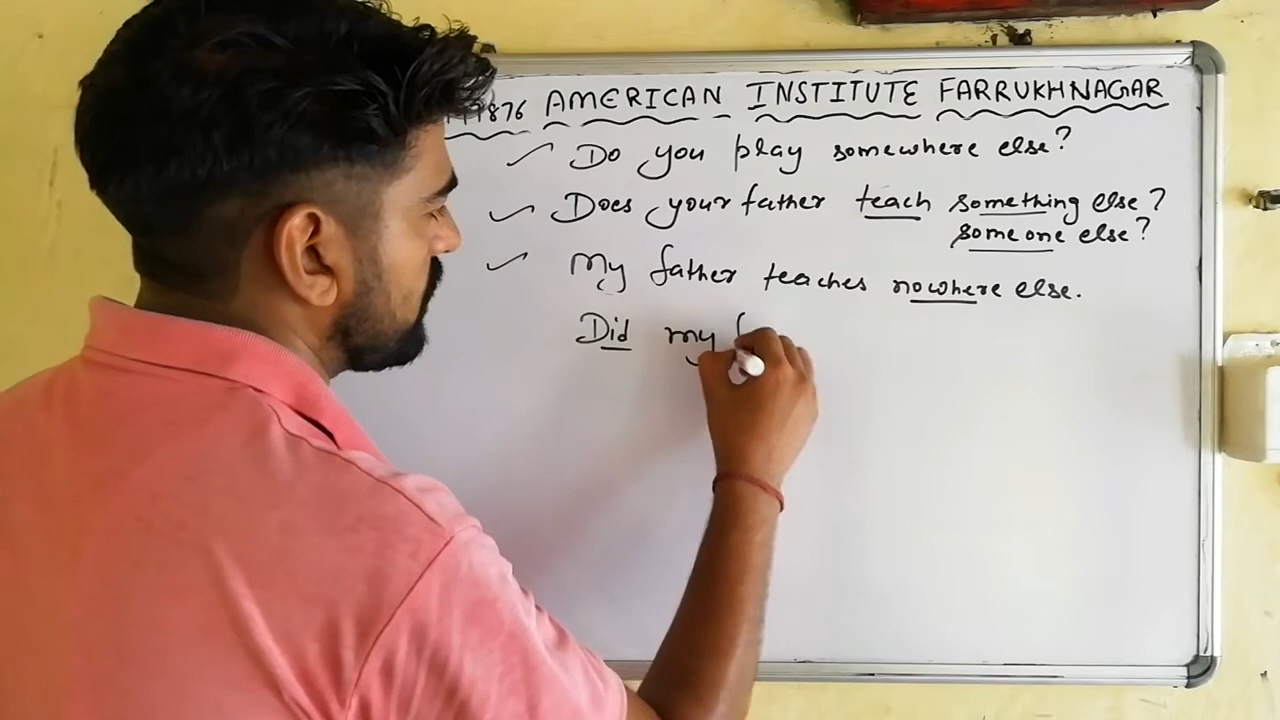 876 AMERICAN INSTITUTE FARRUKHNAGAR
Do you play somewhere else?
Does your father teach something else?
someone else?
My father teaches nowhere else.
Did my f